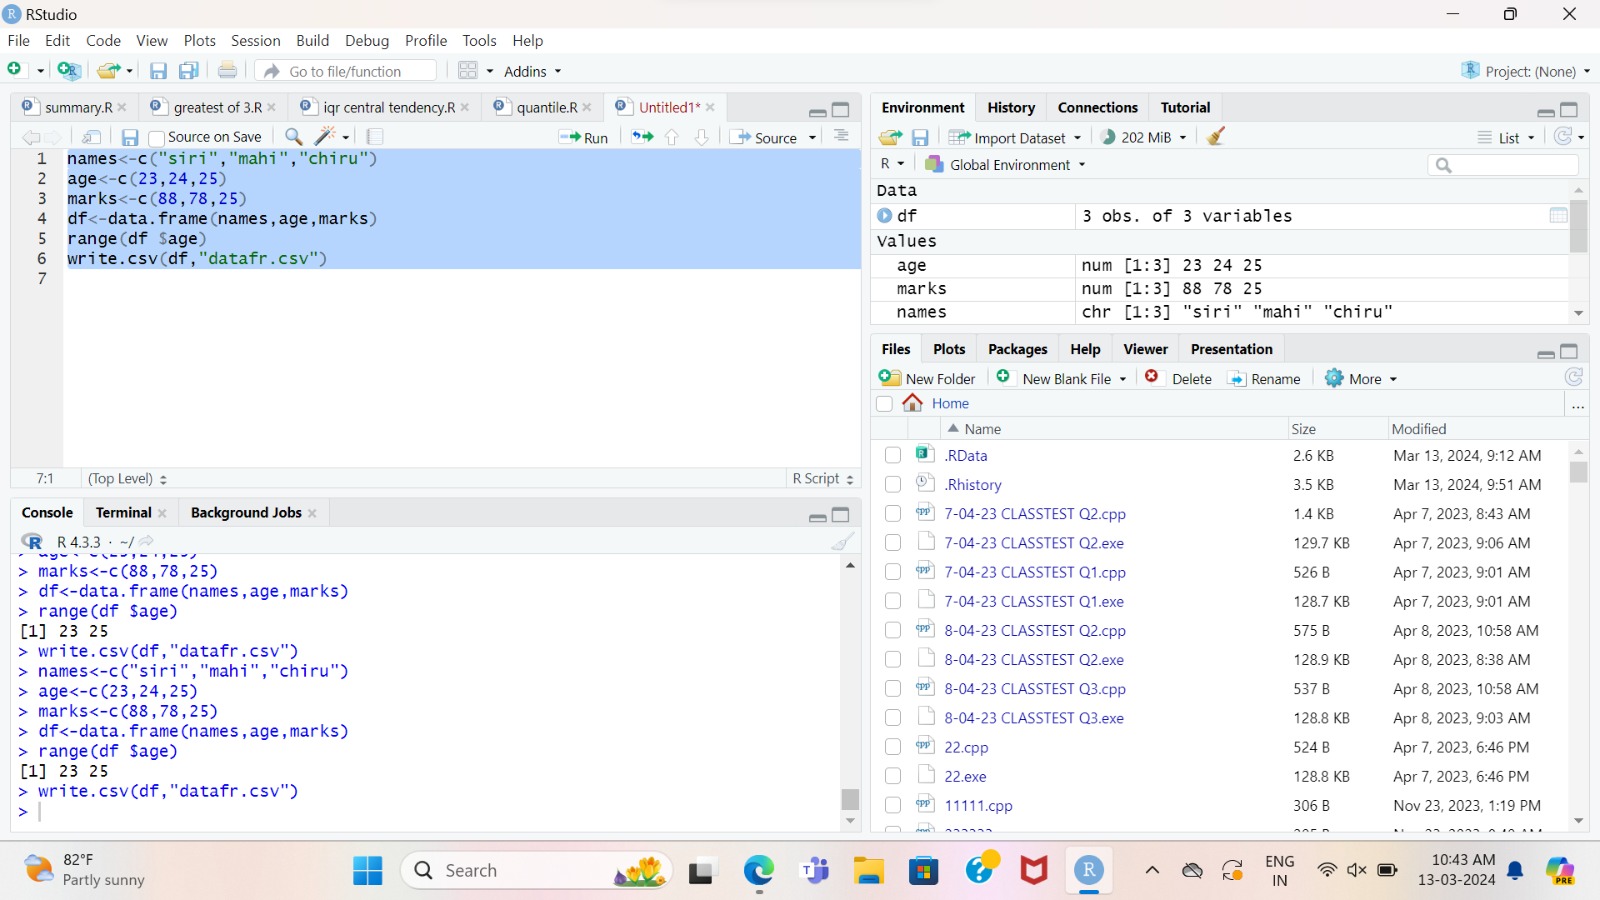 RStudio
File Edit Code View Plots Session Build Debug Profile Tools Help
Go to file/function Addins Project: (None)
summary.R greatest of 3.R iqr central tendency.R quantile.R Untitled1*
Source on Save Run Source
1 names<-c("siri","mahi","chiru")
2 age<-c(23,24,25)
3 marks<-c(88,78,25)
4 df<-data.frame(names,age,marks)
5 range(df $age)
6 write.csv(df,"datafr.csv")
7
7:1 (Top Level) R Script
Console Terminal Background Jobs
R 4.3.3 · ~/
> marks<-c(88,78,25)
> df<-data.frame(names,age,marks)
> range(df $age)
[1] 23 25
> write.csv(df,"datafr.csv")
> names<-c("siri","mahi","chiru")
> age<-c(23,24,25)
> marks<-c(88,78,25)
> df<-data.frame(names,age,marks)
> range(df $age)
[1] 23 25
> write.csv(df,"datafr.csv")
>
Environment History Connections Tutorial
Import Dataset 202 MiB List
R Global Environment
Data
df 3 obs. of 3 variables
Values
age num [1:3] 23 24 25
marks num [1:3] 88 78 25
names chr [1:3] "siri" "mahi" "chiru"
Files Plots Packages Help Viewer Presentation
New Folder New Blank File Delete Rename More
Home ...
Name Size Modified
.RData 2.6 KB Mar 13, 2024, 9:12 AM
.Rhistory 3.5 KB Mar 13, 2024, 9:51 AM
7-04-23 CLASSTEST Q2.cpp 1.4 KB Apr 7, 2023, 8:43 AM
7-04-23 CLASSTEST Q2.exe 129.7 KB Apr 7, 2023, 9:06 AM
7-04-23 CLASSTEST Q1.cpp 526 B Apr 7, 2023, 9:01 AM
7-04-23 CLASSTEST Q1.exe 128.7 KB Apr 7, 2023, 9:01 AM
8-04-23 CLASSTEST Q2.cpp 575 B Apr 8, 2023, 10:58 AM
8-04-23 CLASSTEST Q2.exe 128.9 KB Apr 8, 2023, 8:38 AM
8-04-23 CLASSTEST Q3.cpp 537 B Apr 8, 2023, 10:58 AM
8-04-23 CLASSTEST Q3.exe 128.8 KB Apr 8, 2023, 9:03 AM
22.cpp 524 B Apr 7, 2023, 6:46 PM
22.exe 128.8 KB Apr 7, 2023, 6:46 PM
11111.cpp 306 B Nov 23, 2023, 1:19 PM
82°F
Partly sunny
Search
ENG
IN
10:43 AM
13-03-2024
PRE